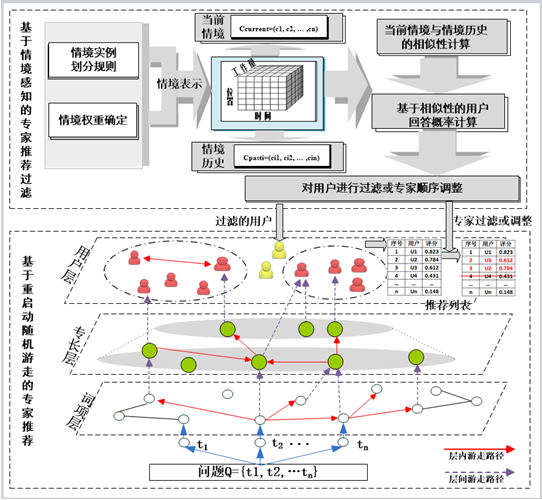 基于情境感知的专家推荐过滤
情境实例
划分规则
情境权重确定
情境表示
当前
情境
Ccurrent=(c1, c2, … ,cn)
工作量
位置
时间
情境
历史
Cpasti=(ci1, ci2, … ,cin)
当前情境与情境历史
的相似性计算
基于相似性的用户
回答概率计算
对用户进行过滤或专家顺序调整
过滤的用户
专家过滤或调整
基于重启动随机游走的专家推荐
用户层
序号 用户 评分
1 U1 0.823
2 U2 0.784
3 U3 0.612
4 U4 0.431
… … …
n Un 0.148
序号 用户 评分
1 U1 0.823
2 U3 0.612
3 U2 0.784
4 U4 0.431
… … …
n Un 0.148
推荐列表
专长层
词项层
t1
t2
···
tn
问题Q={t1,t2,…tn}
层内游走路径
层间游走路径